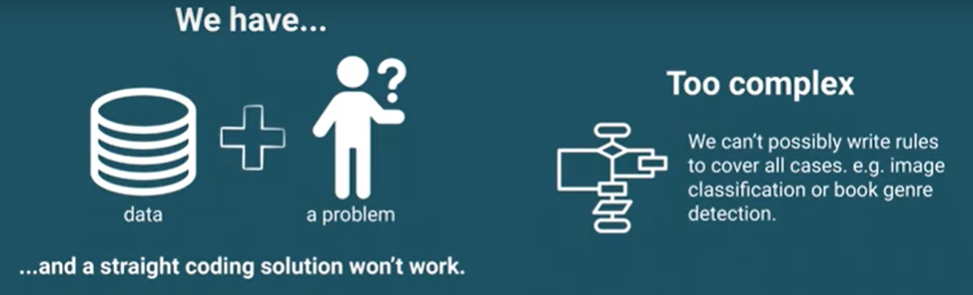 We have...
?
data
a problem
...and a straight coding solution won't work.
Too complex
We can't possibly write rules
to cover all cases. e.g. image
classification or book genre
detection.